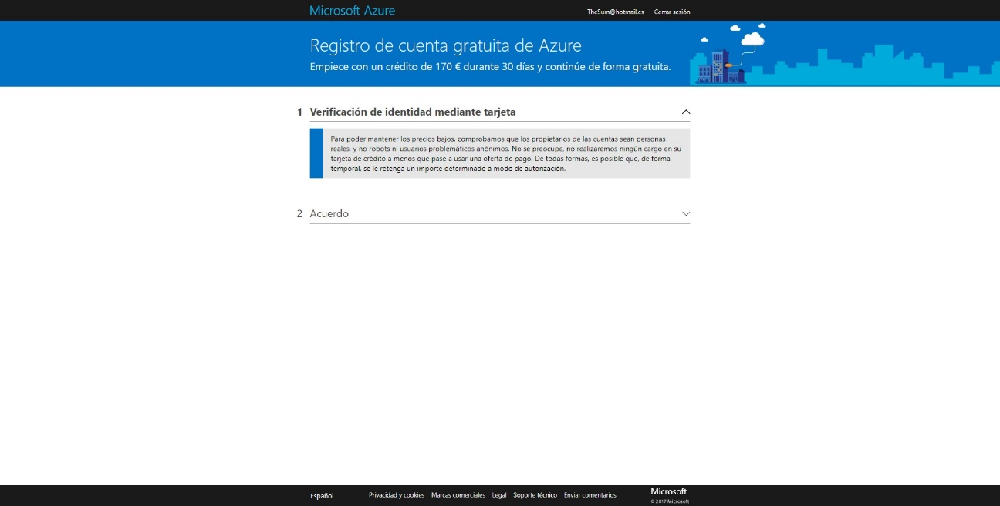 Microsoft Azure
TheSum@hotmail.es Cerrar sesión
Registro de cuenta gratuita de Azure
Empiece con un crédito de 170 € durante 30 días y continúe de forma gratuita.
1 Verificación de identidad mediante tarjeta
Para poder mantener los precios bajos, comprobamos que los propietarios de las cuentas sean personas
reales, y no robots ni usuarios problemáticos anónimos. No se preocupe, no realizaremos ningún cargo en su
tarjeta de crédito a menos que pase a usar una oferta de pago. De todas formas, es posible que, de forma
temporal, se le retenga un importe determinado a modo de autorización.
2 Acuerdo
Español Privacidad y cookies Marcas comerciales Legal Soporte técnico Enviar comentarios Microsoft
© 2017 Microsoft